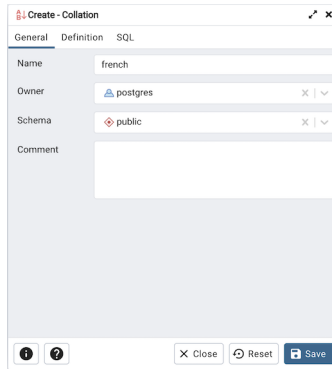 Create - Collation
General Definition SQL
Name french
Owner postgres
Schema public
Comment
Close Reset Save